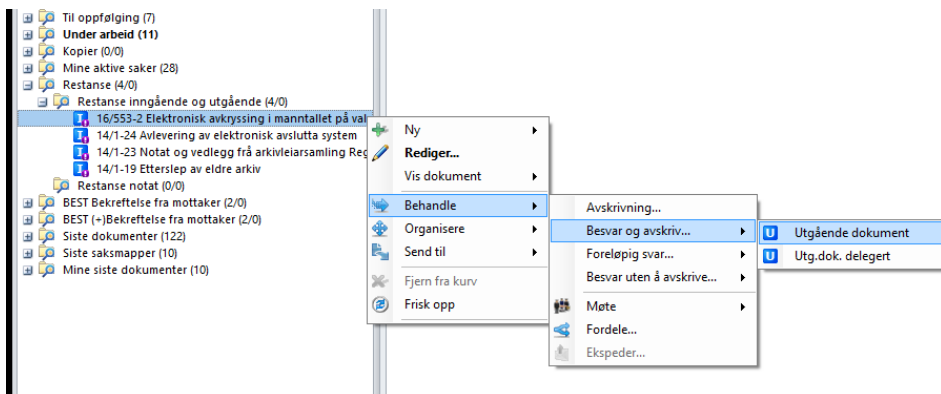 Til oppfølging (7)
Under arbeid (11)
Kopier (0/0)
Mine aktive saker (28)
Restanse (4/0)
Restanse inngående og utgående (4/0)
16/553-2 Elektronisk avkryssing i manntallet på val
14/1-24 Avlevering av elektronisk avslutta system
14/1-23 Notat og vedlegg frå arkivleiarsamling Reg
14/1-19 Etterslep av eldre arkiv
Restanse notat (0/0)
BEST Bekreftelse fra mottaker (2/0)
BEST (+)Bekreftelse fra mottaker (2/0)
Siste dokumenter (122)
Siste saksmapper (10)
Mine siste dokumenter (10)
Ny
Rediger...
Vis dokument
Behandle
Organisere
Send til
Fjern fra kurv
Frisk opp
Avskrivning...
Besvar og avskriv...
Foreløpig svar...
Besvar uten å avskrive...
Møte
Fordele...
Ekspeder...
U Utgående dokument
U Utg.dok. delegert